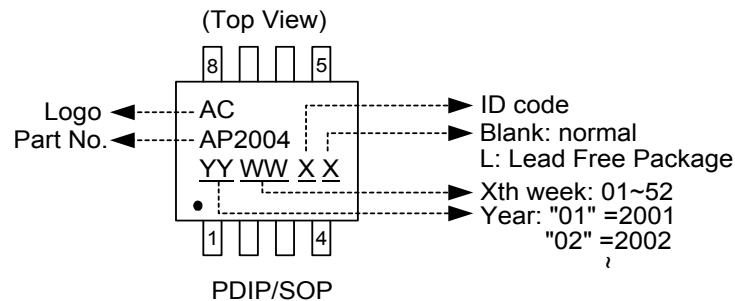 (Top View)
8 5
Logo AC
Part No. AP2004
YY WW X X
ID code
Blank: normal
L: Lead Free Package
Xth week: 01~52
Year: "01" =2001
"02" =2002
~
1 4
PDIP/SOP